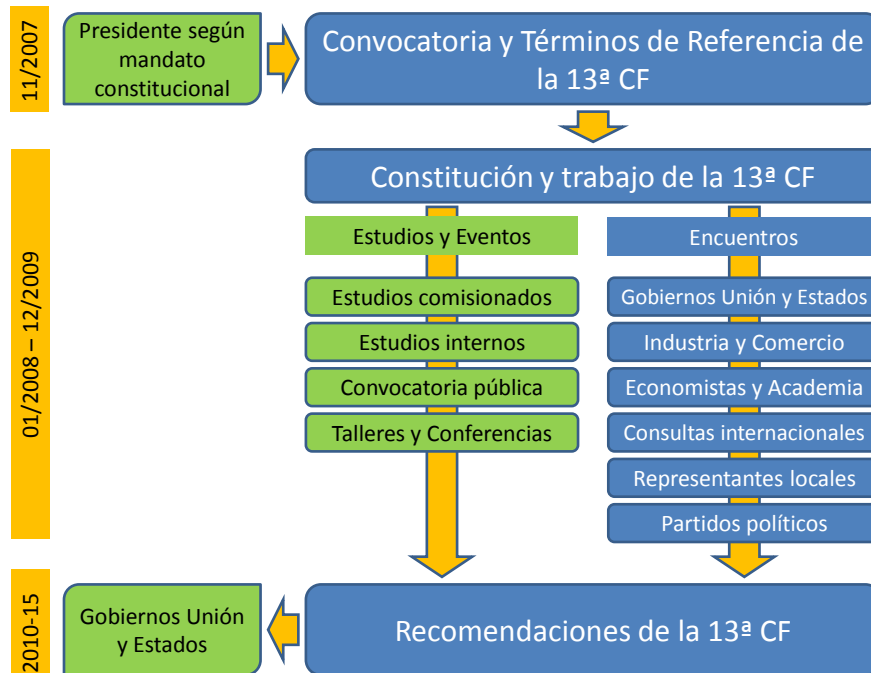 11/2007
Presidente según
mandato
constitucional
Convocatoria y Términos de Referencia de
la 13ª CF
01/2008 – 12/2009
Constitución y trabajo de la 13ª CF
Estudios y Eventos
Estudios comisionados
Estudios internos
Convocatoria pública
Talleres y Conferencias
Encuentros
Gobiernos Unión y Estados
Industria y Comercio
Economistas y Academia
Consultas internacionales
Representantes locales
Partidos políticos
2010-15
Gobiernos Unión
y Estados
Recomendaciones de la 13ª CF